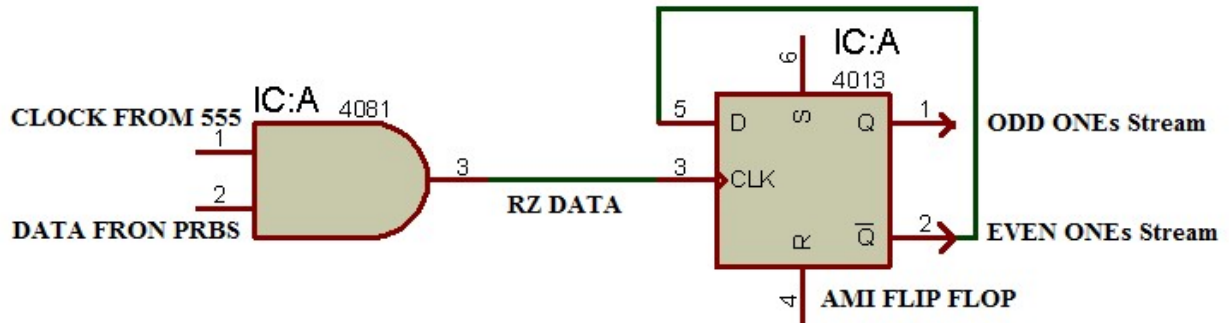 IC:A
4081
CLOCK FROM 555
1
2
DATA FRON PRBS
3
RZ DATA
3
IC:A
4013
6
5
D
S
Q
1
ODD ONEs Stream
CLK
R
Q
2
EVEN ONEs Stream
4
AMI FLIP FLOP